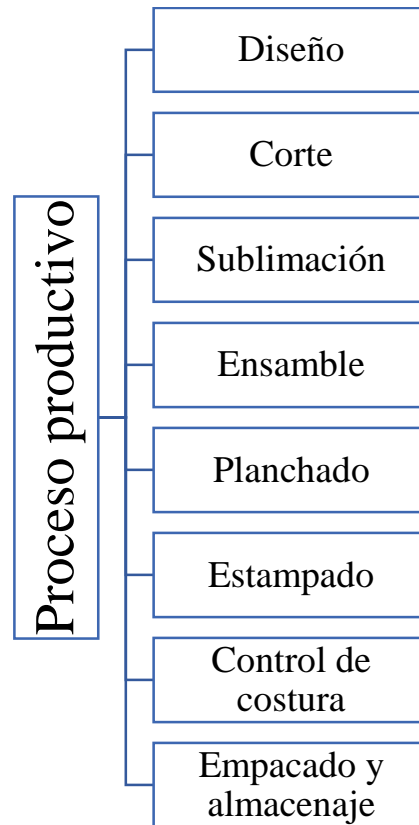 Proceso productivo
Diseño
Corte
Sublimación
Ensamble
Planchado
Estampado
Control de
costura
Empacado y
almacenaje